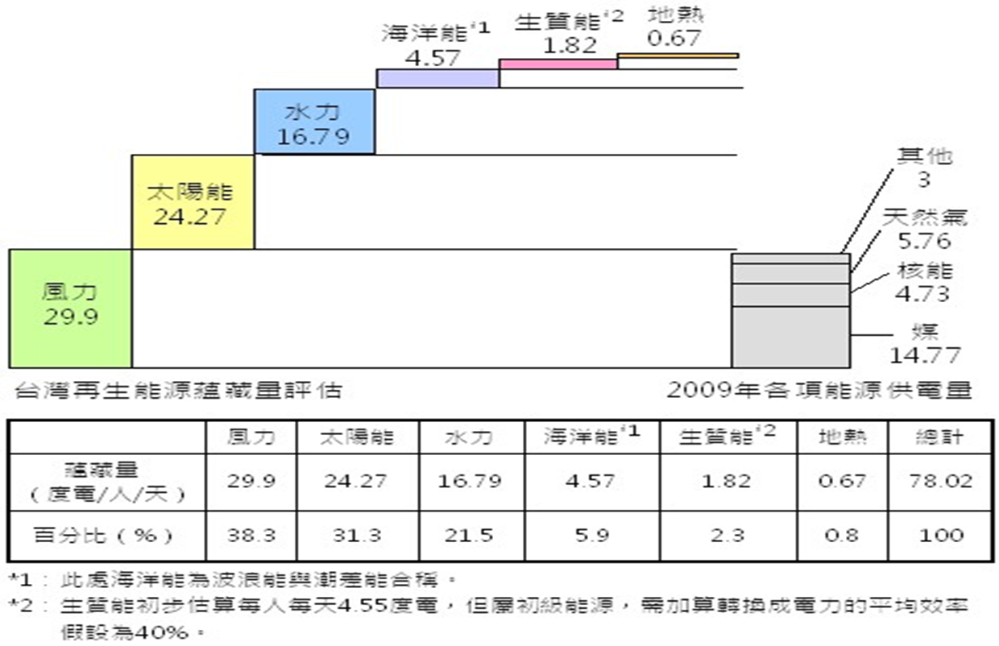 海洋能*1
4.57
生質能*2
1.82
地熱
0.67
水力
16.79
太陽能
24.27
風力
29.9
其他
3
天然氣
5.76
核能
4.73
媒
14.77
台灣再生能源蘊藏量評估
2009年各項能源供電量
風力 太陽能 水力 海洋能*1 生質能*2 地熱 總計
蘊藏量
(度電/人/天) 29.9 24.27 16.79 4.57 1.82 0.67 78.02
百分比(%) 38.3 31.3 21.5 5.9 2.3 0.8 100
*1：此處海洋能為波浪能與潮差能合稱。
*2：生質能初步估算每人每天4.55度電，但屬初級能源，需加算轉換成電力的平均效率
假設為40%。